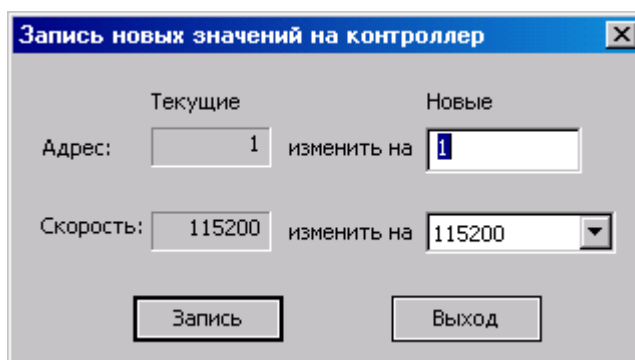 Запись новых значений на контроллер
Текущие Новые
Адрес: 1 изменить на 1
Скорость: 115200 изменить на 115200
Запись Выход